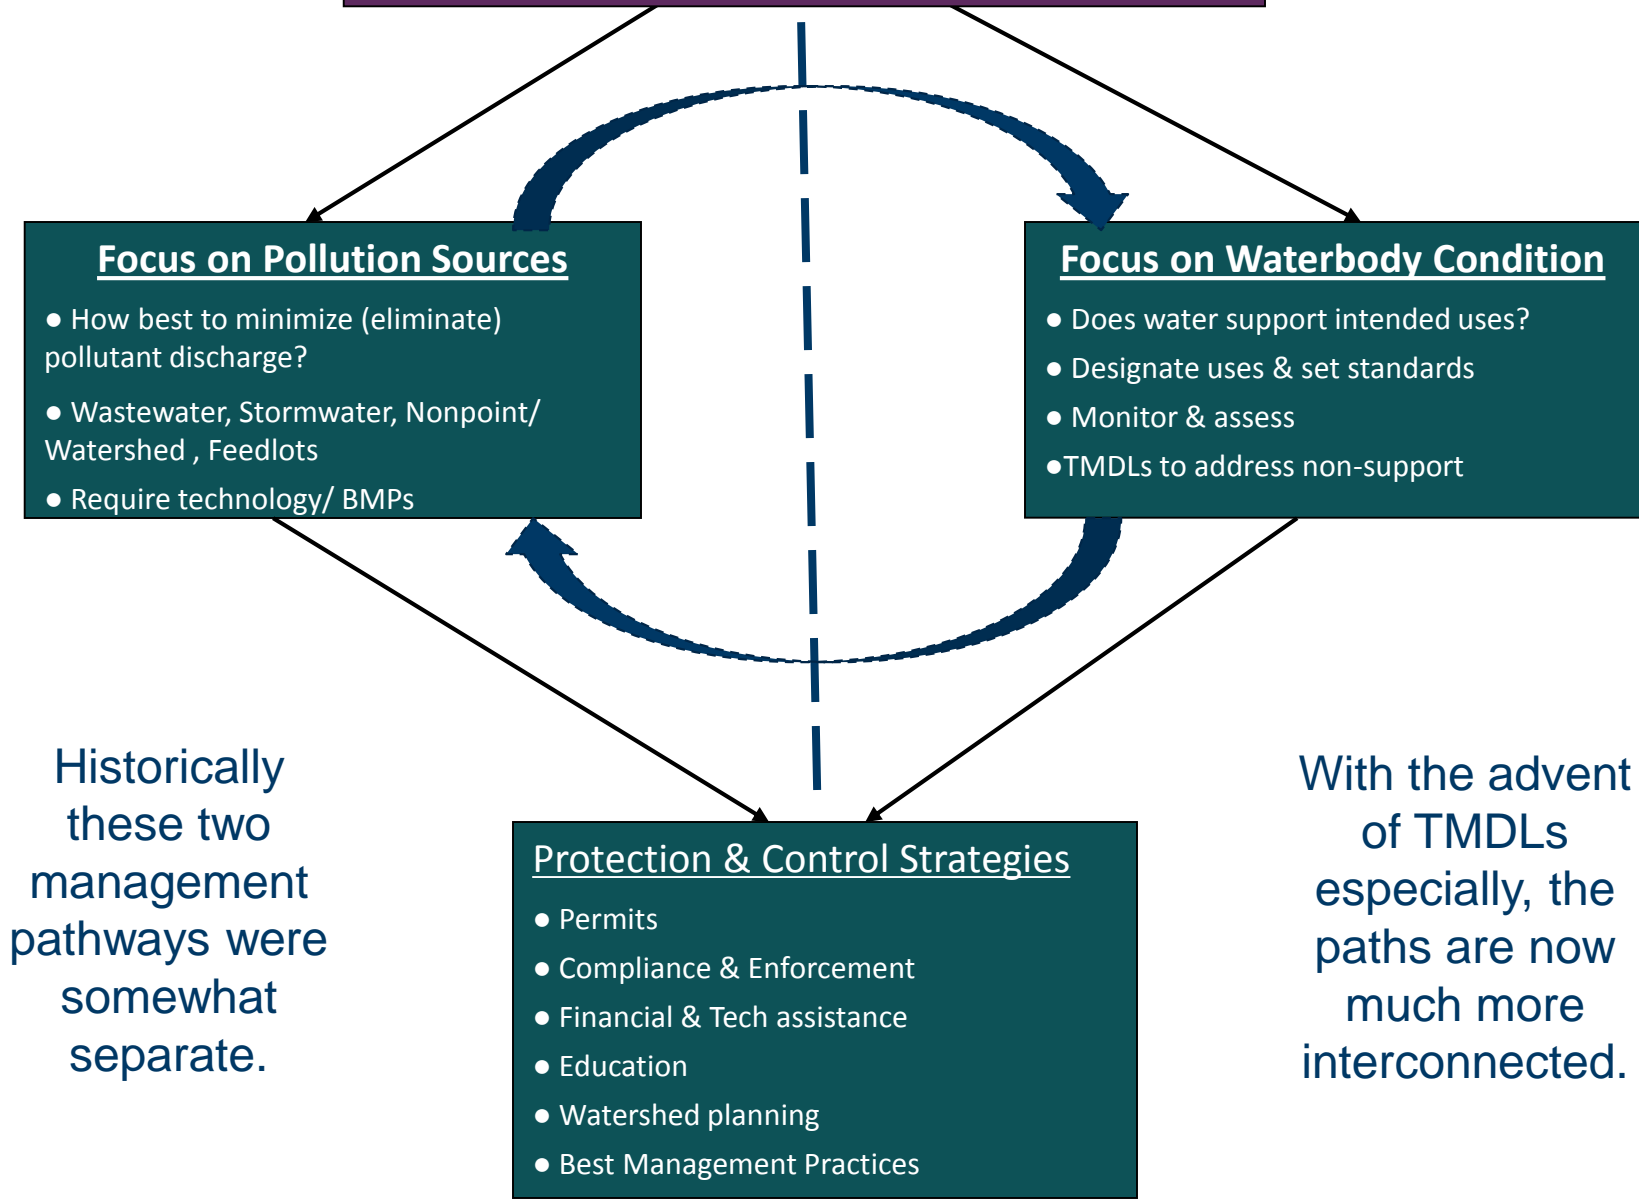 Focus on Pollution Sources
● How best to minimize (eliminate)
pollutant discharge?
● Wastewater, Stormwater, Nonpoint/
Watershed , Feedlots
● Require technology/ BMPs
Focus on Waterbody Condition
● Does water support intended uses?
● Designate uses & set standards
● Monitor & assess
●TMDLs to address non-support
Historically
these two
management
pathways were
somewhat
separate.
Protection & Control Strategies
● Permits
● Compliance & Enforcement
● Financial & Tech assistance
● Education
● Watershed planning
● Best Management Practices
With the advent
of TMDLs
especially, the
paths are now
much more
interconnected.